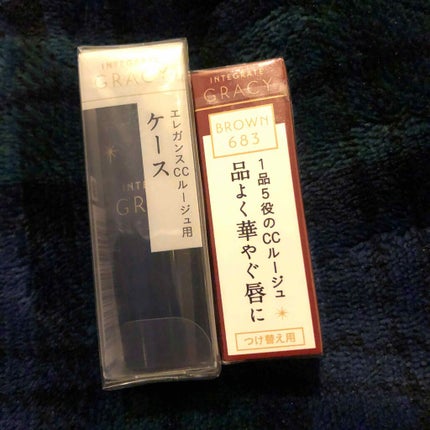 INTEGRATE
GRACY
エレガンスCCルージュ用
ケース
INTE
GRA
INTEGRATE
GRACY
BROWN
683
1品5役のCCルージュ
品よく華やぐ唇に
つけ替え用